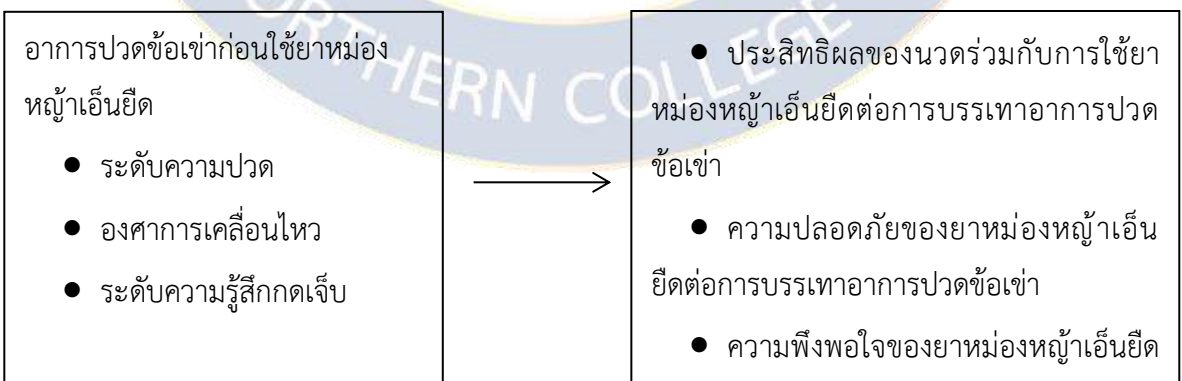 อาการปวดข้อเข่าก่อนใช้ยาหม่อง
หญ้าเอ็นยืด
● ระดับความปวด
● องศาการเคลื่อนไหว
● ระดับความรู้สึกกดเจ็บ
● ประสิทธิผลของนวดร่วมกับการใช้ยา
หม่องหญ้าเอ็นยืดต่อการบรรเทาอาการปวด
ข้อเข่า
● ความปลอดภัยของยาหม่องหญ้าเอ็น
ยืดต่อการบรรเทาอาการปวดข้อเข่า
● ความพึงพอใจของยาหม่องหญ้าเอ็นยืด
THERN COLLEGE